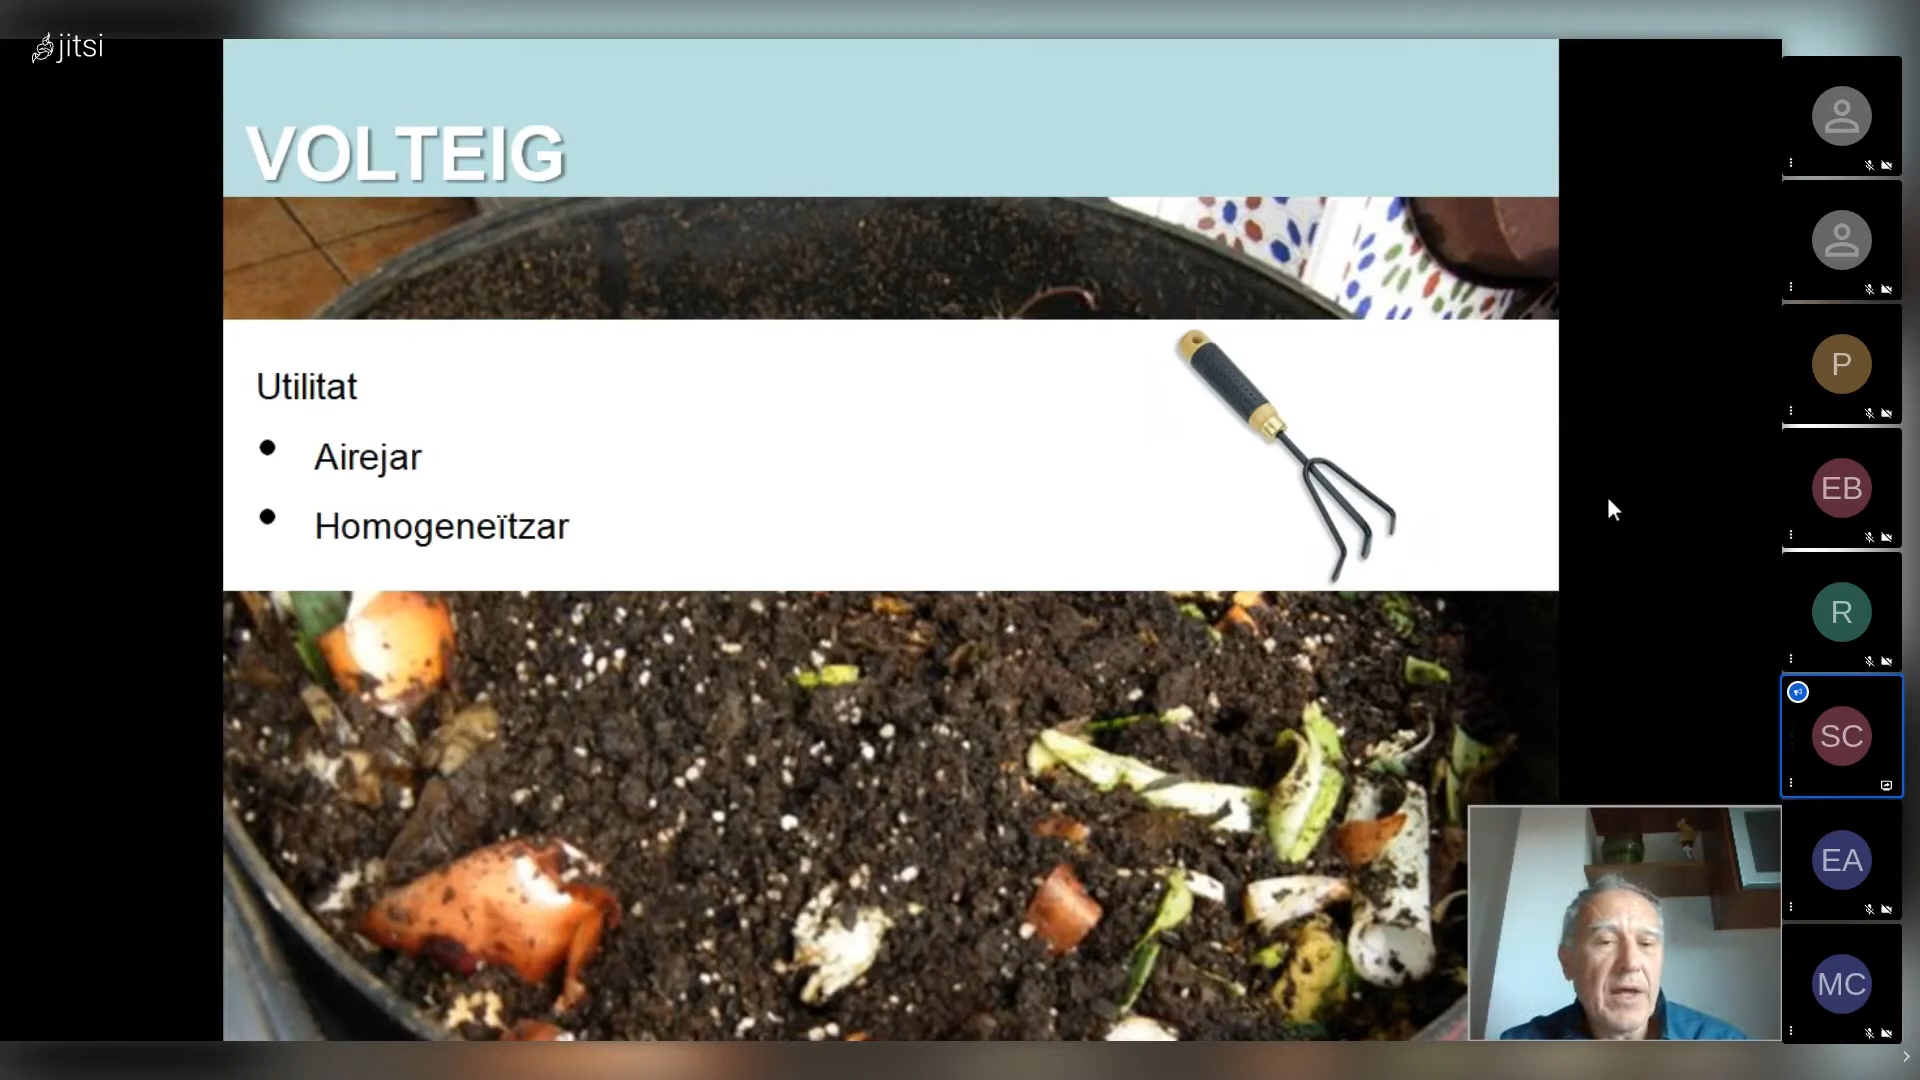 jitsi
VOLTEIG
Utilitat
• Airejar
• Homogeneïtzar
P
EB
R
SC
EA
MC